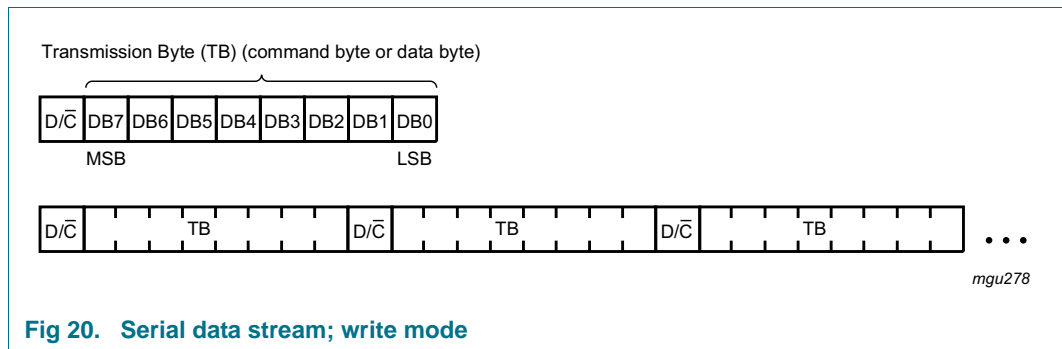 Transmission Byte (TB) (command byte or data byte)
D/C̅ DB7 DB6 DB5 DB4 DB3 DB2 DB1 DB0
MSB LSB
D/C̅ TB D/C̅ TB D/C̅ TB ...
mgu278
Fig 20. Serial data stream; write mode